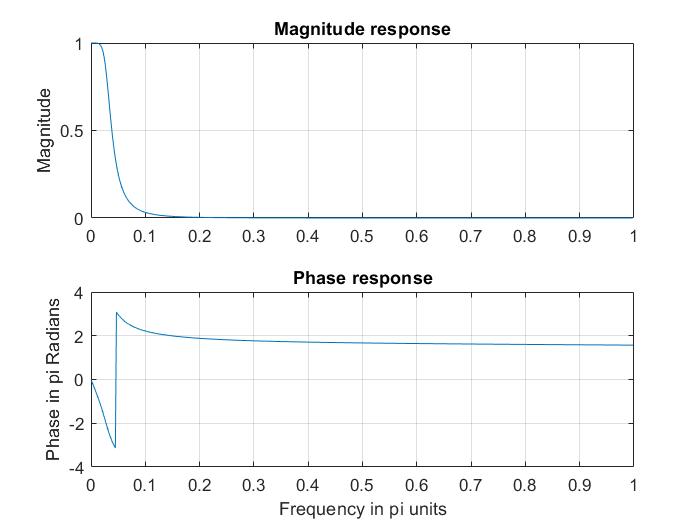 Magnitude response
Magnitude
1
0.5
0
0 0.1 0.2 0.3 0.4 0.5 0.6 0.7 0.8 0.9 1
Phase response
Phase in pi Radians
4
2
0
-2
-4
0 0.1 0.2 0.3 0.4 0.5 0.6 0.7 0.8 0.9 1
Frequency in pi units